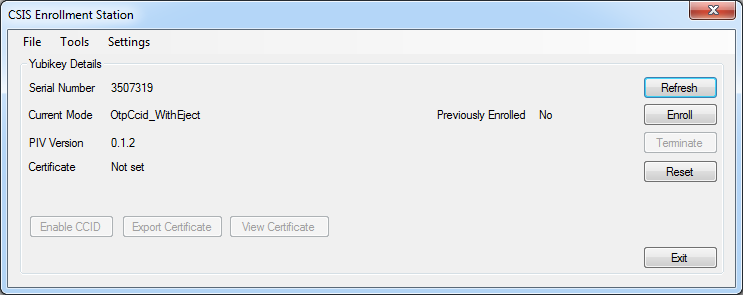 CSIS Enrollment Station
File Tools Settings
Yubikey Details
Serial Number 3507319 Refresh
Current Mode OtpCcid_WithEject Previously Enrolled No Enroll
PIV Version 0.1.2 Terminate
Certificate Not set Reset
Enable CCID Export Certificate View Certificate
Exit